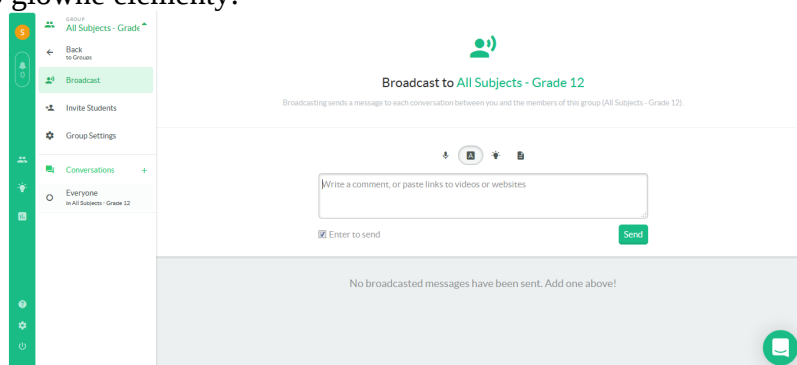 główne elementy:
S
0
GROUP
All Subjects - Grade
Back
to Groups
Broadcast
Invite Students
Group Settings
Conversations +
Everyone
in All Subjects - Grade 12
Broadcast to All Subjects - Grade 12
Broadcasting sends a message to each conversation between you and the members of this group (All Subjects - Grade 12).
A
Write a comment, or paste links to videos or websites
Enter to send
Send
No broadcasted messages have been sent. Add one above!